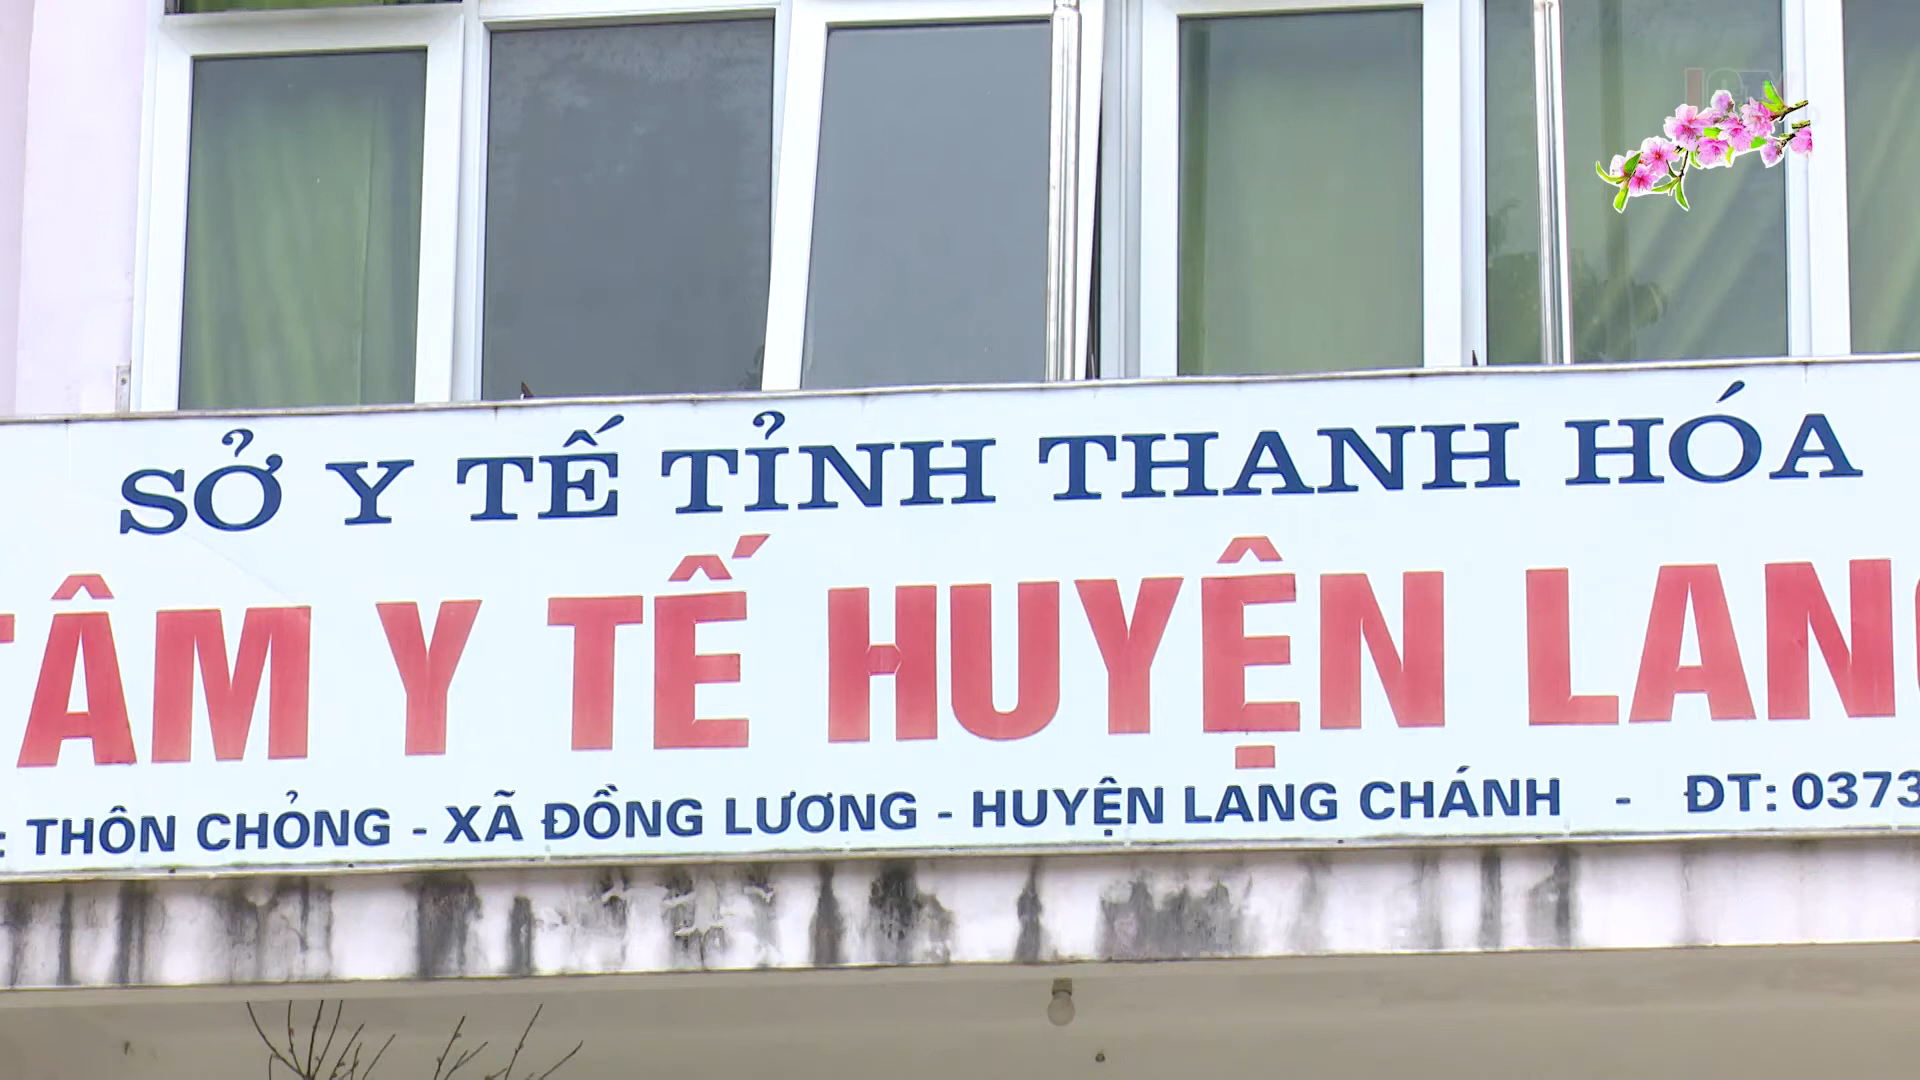 SỞ Y TẾ TỈNH THANH HÓA
TÂM Y TẾ HUYỆN LANG
: THÔN CHỎNG - XÃ ĐỒNG LƯƠNG - HUYỆN LANG CHÁNH - ĐT: 0373